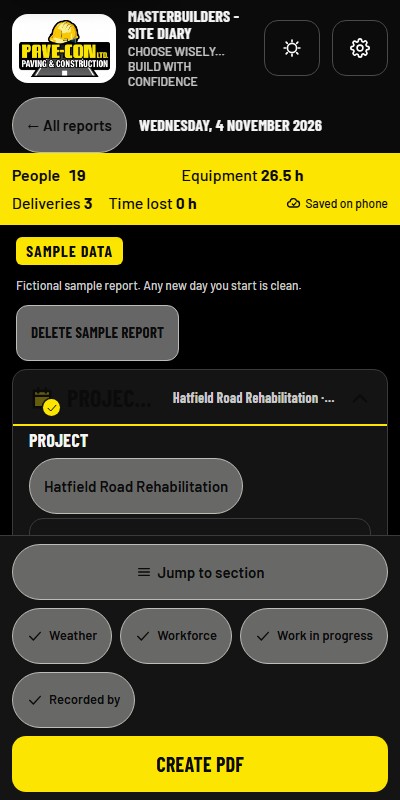 PAVE-CON LTD.
PAVING & CONSTRUCTION
MASTERBUILDERS -
SITE DIARY
CHOOSE WISELY...
BUILD WITH
CONFIDENCE
← All reports
WEDNESDAY, 4 NOVEMBER 2026
People 19
Equipment 26.5 h
Deliveries 3
Time lost 0 h
Saved on phone
SAMPLE DATA
Fictional sample report. Any new day you start is clean.
DELETE SAMPLE REPORT
PROJEC...
Hatfield Road Rehabilitation -...
PROJECT
Hatfield Road Rehabilitation
Jump to section
Weather
Workforce
Work in progress
Recorded by
CREATE PDF